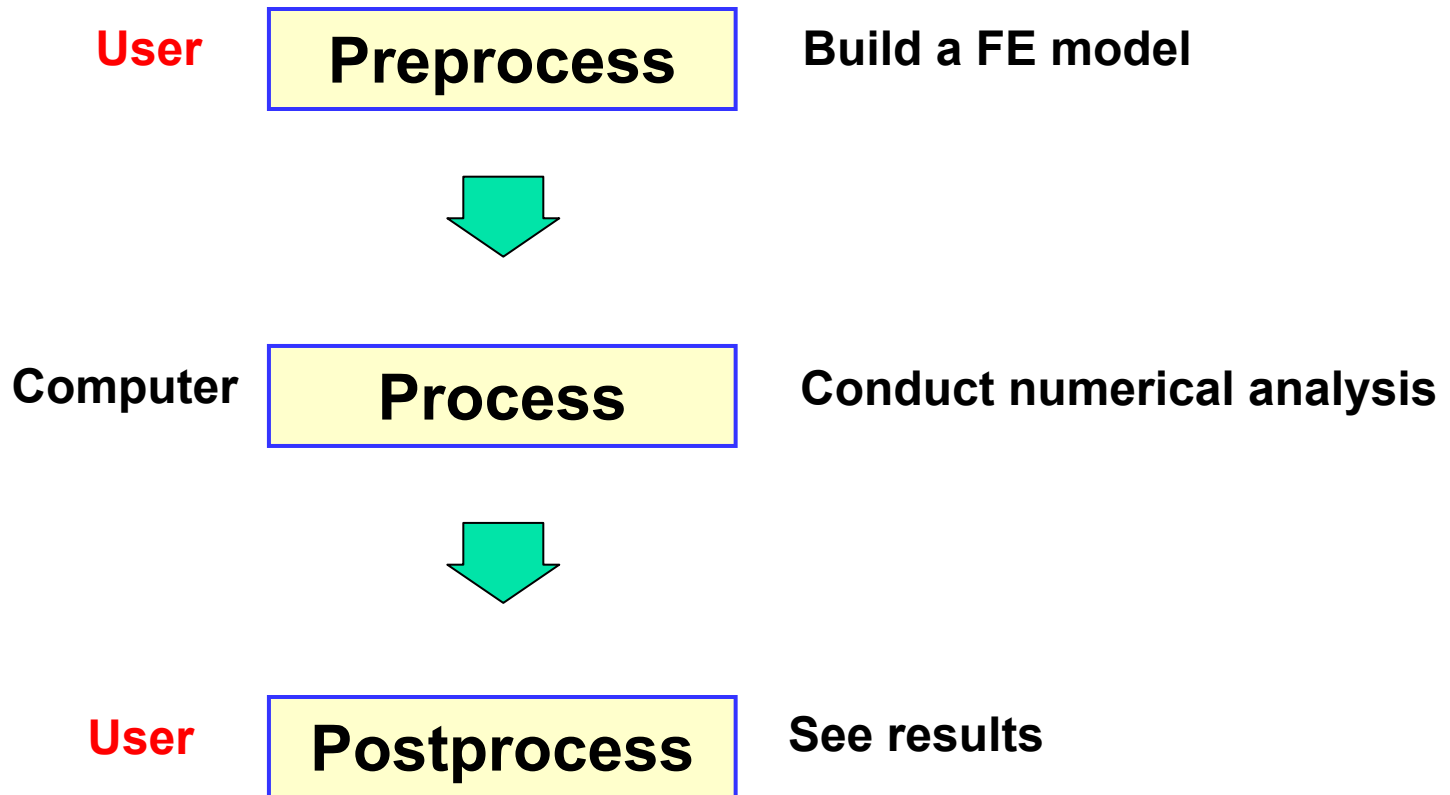 User Preprocess Build a FE model
Computer Process Conduct numerical analysis
User Postprocess See results